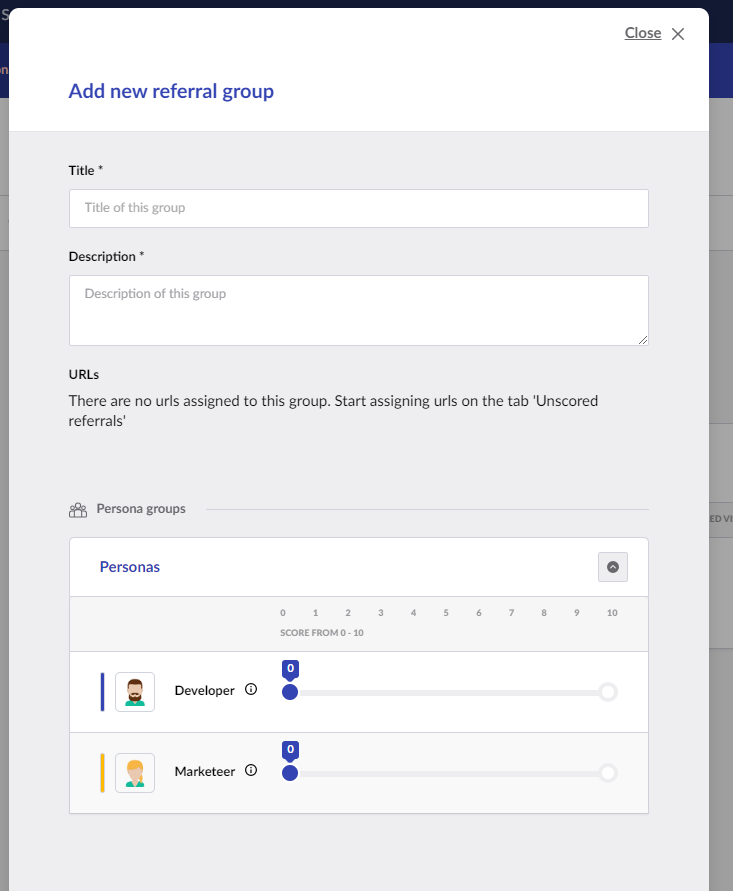 Close
Add new referral group
Title *
Title of this group
Description *
Description of this group
URLs
There are no urls assigned to this group. Start assigning urls on the tab 'Unscored
referrals'
Persona groups
ED VI
Personas
0 1 2 3 4 5 6 7 8 9 10
SCORE FROM 0 - 10
0
Developer
0
Marketeer